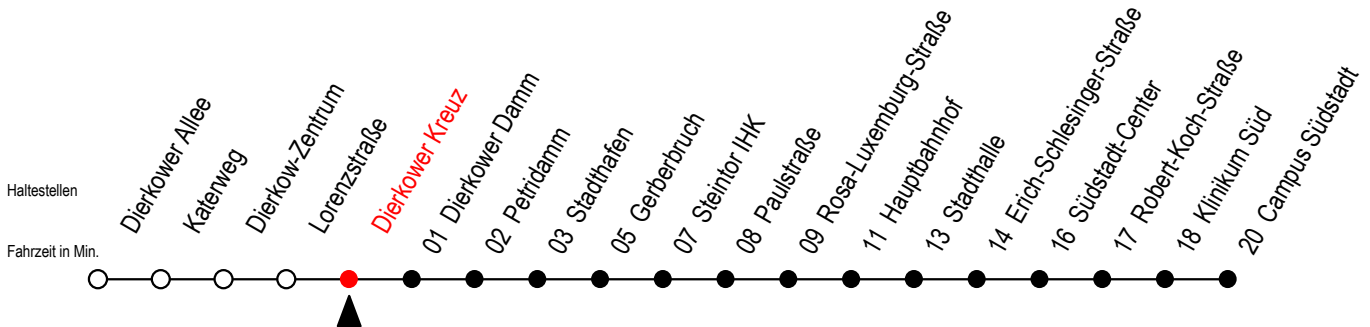 Haltestellen
Fahrzeit in Min.
Dierkower Allee
Katerweg
Dierkow-Zentrum
Lorenzstraße
Dierkower Kreuz
01 Dierkower Damm
02 Petridamm
03 Stadthafen
05 Gerberbruch
07 Steintor IHK
08 Paulstraße
09 Rosa-Luxemburg-Straße
11 Hauptbahnhof
13 Stadthalle
14 Erich-Schlesinger-Straße
16 Südstadt-Center
17 Robert-Koch-Straße
18 Klinikum Süd
20 Campus Südstadt